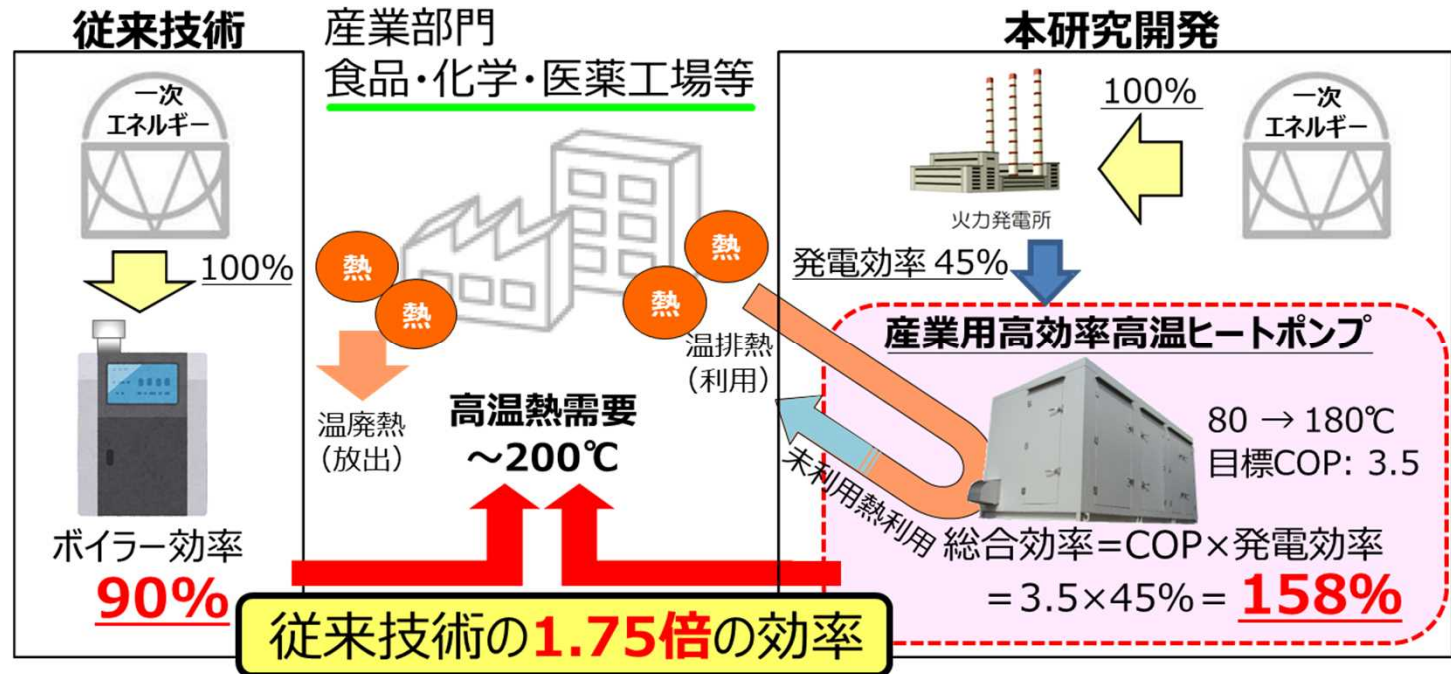 従来技術
一次
エネルギー
100%
ボイラー効率
90%
産業部門
食品・化学・医薬工場等
熱
熱
温廃熱
（放出）
高温熱需要
～200℃
熱
熱
温排熱
（利用）
未利用熱利用
本研究開発
100%
一次
エネルギー
火力発電所
発電効率 45%
産業用高効率高温ヒートポンプ
80 → 180℃
目標COP: 3.5
総合効率=COP×発電効率
=3.5×45%= 158%
従来技術の1.75倍の効率